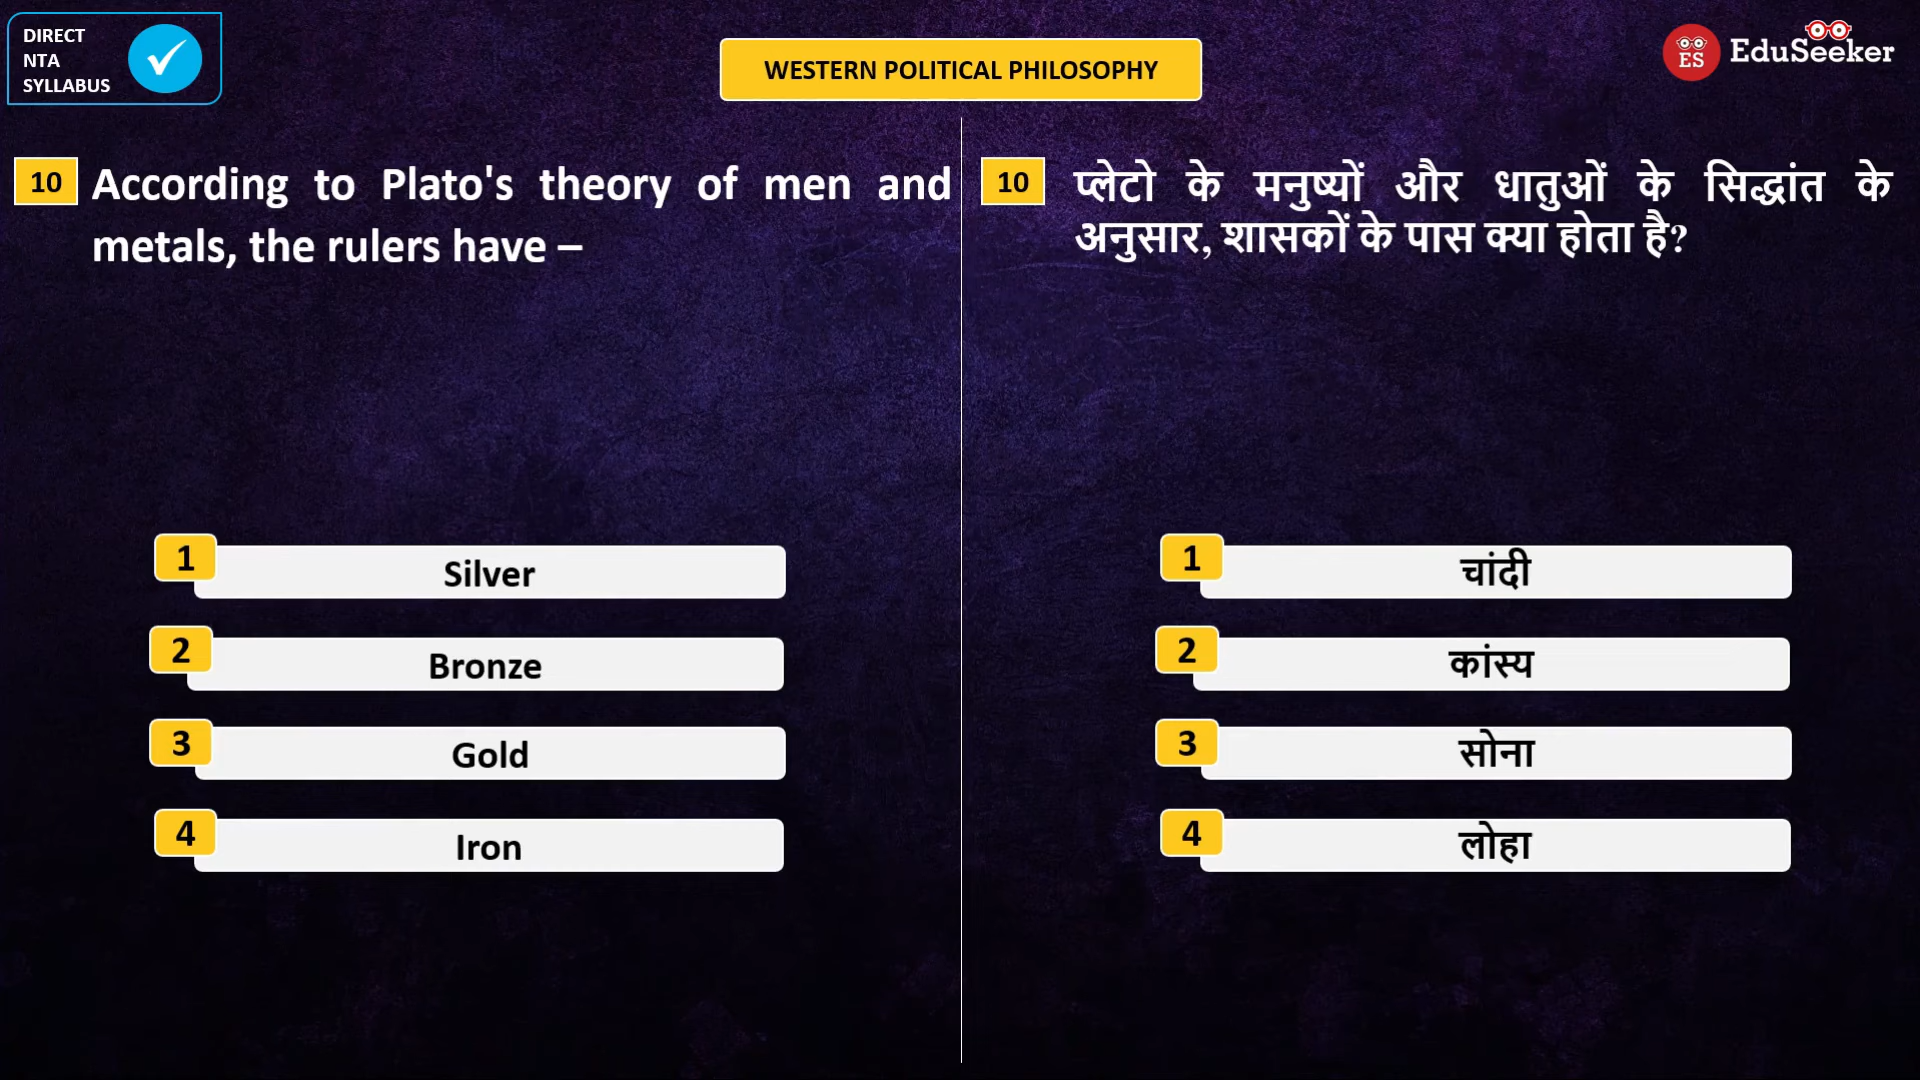 DIRECT
NTA
SYLLABUS
WESTERN POLITICAL PHILOSOPHY
ES
EduSeeker
10
According to Plato's theory of men and
metals, the rulers have –
1
Silver
2
Bronze
3
Gold
4
Iron
10
प्लेटो के मनुष्यों और धातुओं के सिद्धांत के
अनुसार, शासकों के पास क्या होता है?
1
चांदी
2
कांस्य
3
सोना
4
लोहा